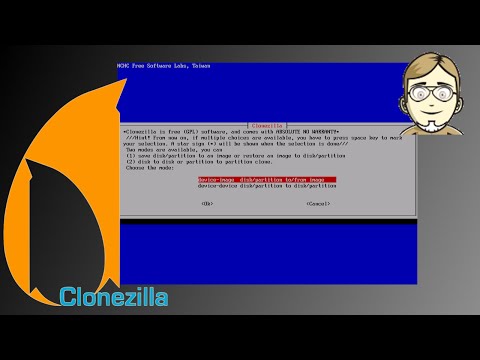 NCHC Free Software Labs, Taiwan
Clonezilla
*Clonezilla is free (GPL) software, and comes with ABSOLUTE NO WARRANTY*
///Hint! From now on, if multiple choices are available, you have to press space key to mark
your selection. A star sign (*) will be shown when the selection is done///
Two modes are available, you can
(1) save disk/partition to an image or restore an image to disk/partition
(2) disk to disk or partition to partition clone.
Choose the mode:
device-image disk/partition to/from image
device-device disk/partition to disk/partition
<Ok> <Cancel>
Clonezilla